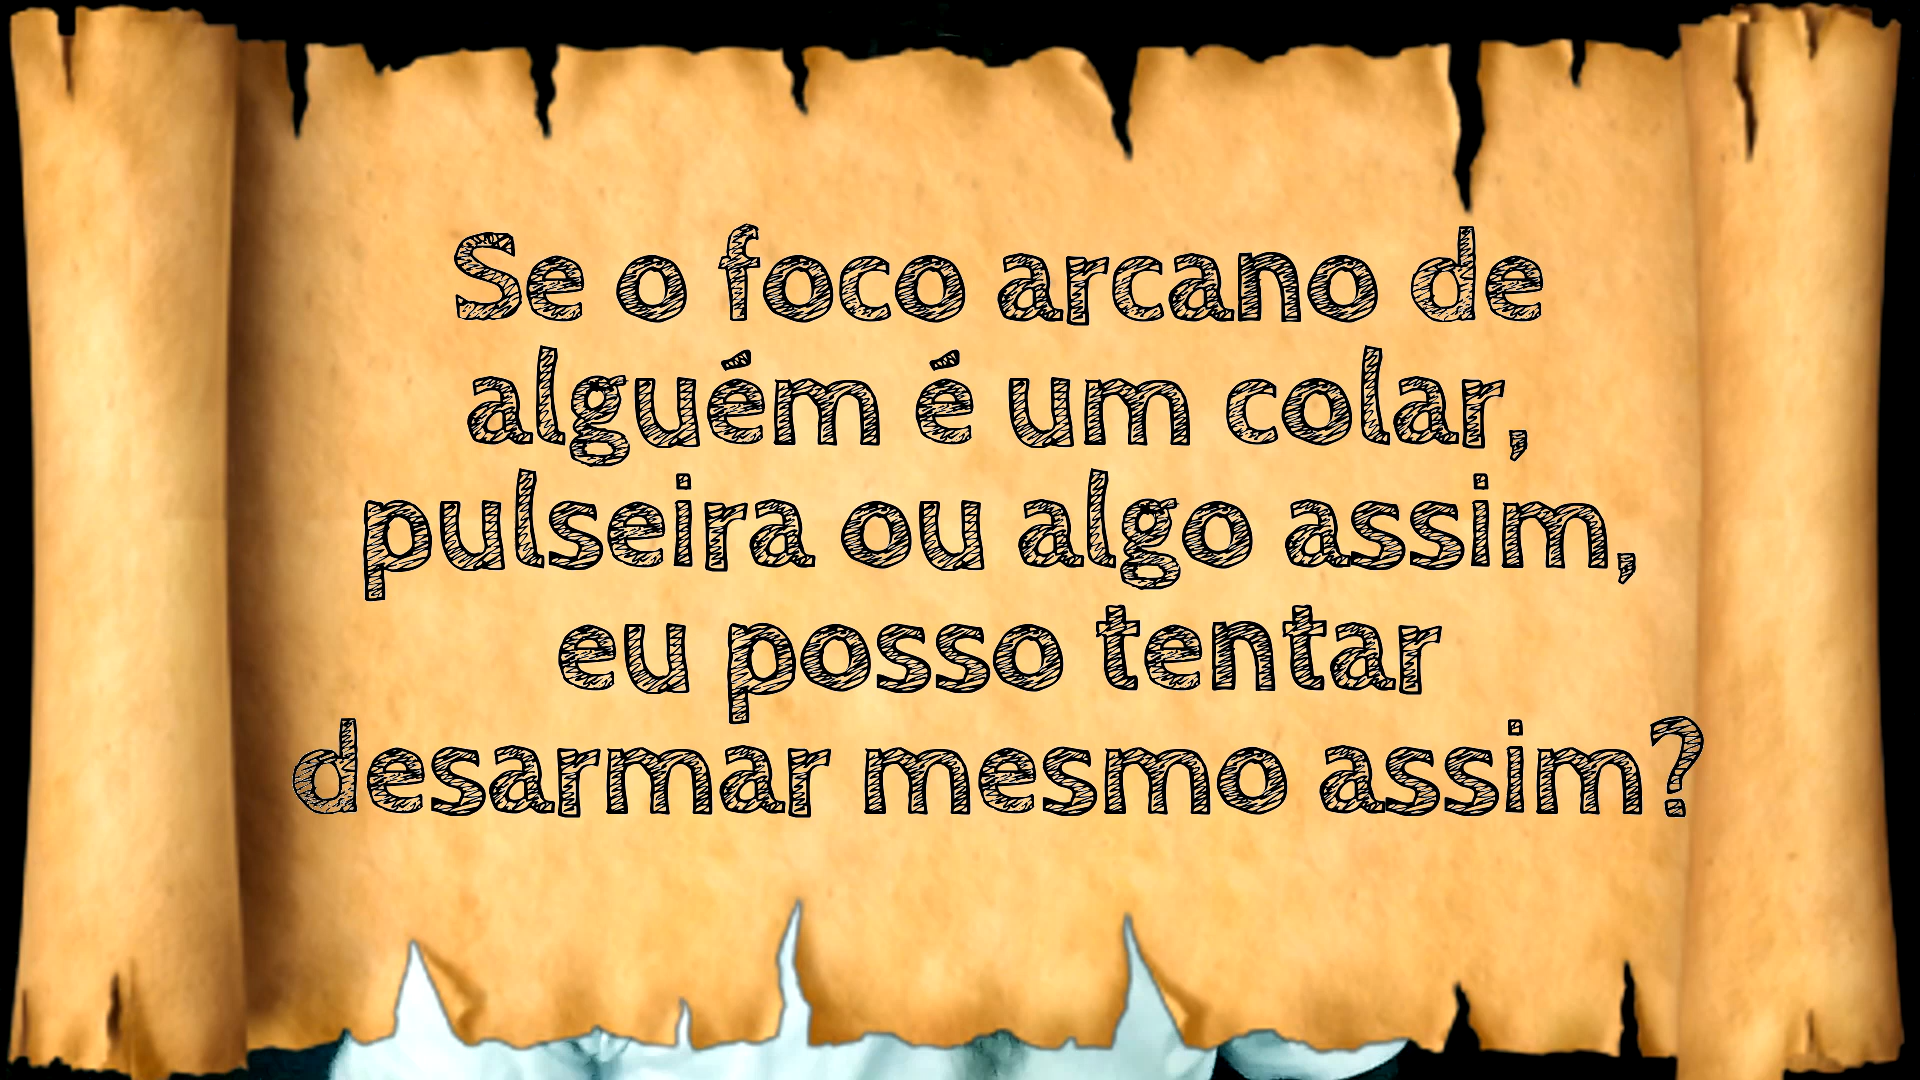 Se o foco arcano de
alguém é um colar,
pulseira ou algo assim,
eu posso tentar
desarmar mesmo assim?